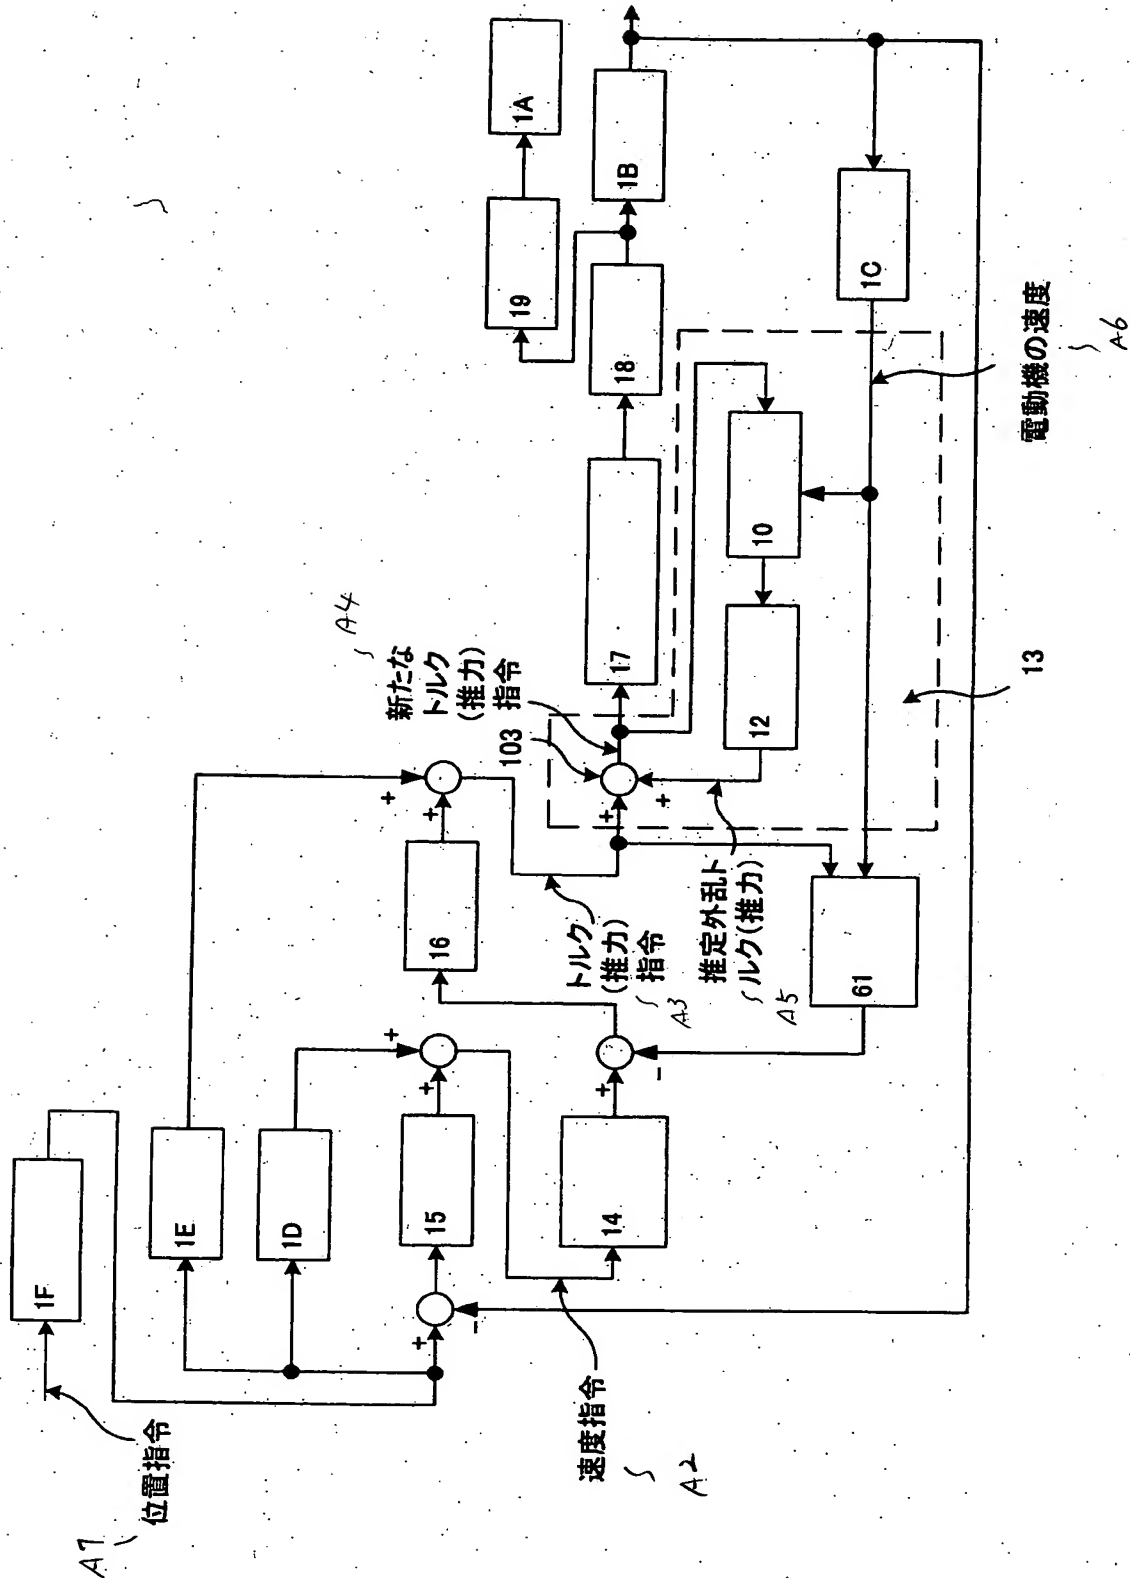 1F
1E
1D
15
14
16
103
17
18
19
1A
1B
1C
10
12
61
13
+
-
+
+
+
-
+
+
+
+
位置指令
A7
速度指令
A2
トルク
(推力)
指令
A3
新たな
トルク
(推力)
指令
A4
推定外乱ト
ルク(推力)
A5
電動機の速度
A6